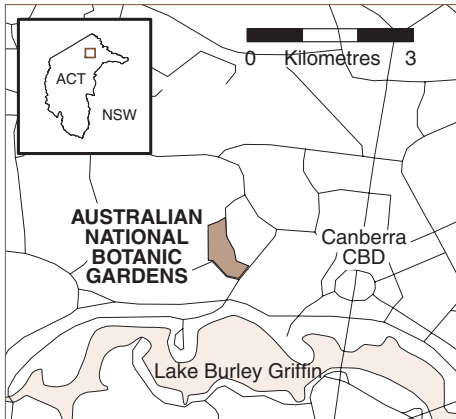 ACT
NSW
0 Kilometres 3
AUSTRALIAN
NATIONAL
BOTANIC
GARDENS
Canberra
CBD
Lake Burley Griffin